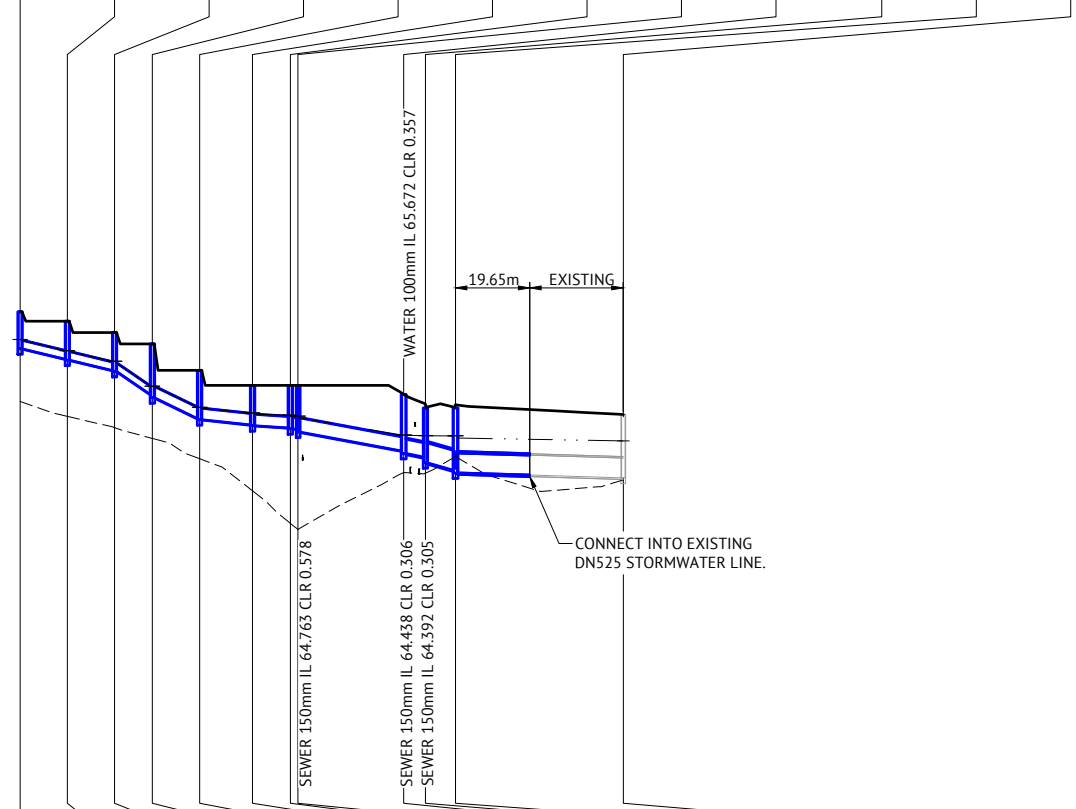 WATER 100mm IL 65.672 CLR 0.357
19.65m
EXISTING
CONNECT INTO EXISTING
DN525 STORMWATER LINE.
SEWER 150mm IL 64.763 CLR 0.578
SEWER 150mm IL 64.438 CLR 0.306
SEWER 150mm IL 64.392 CLR 0.305